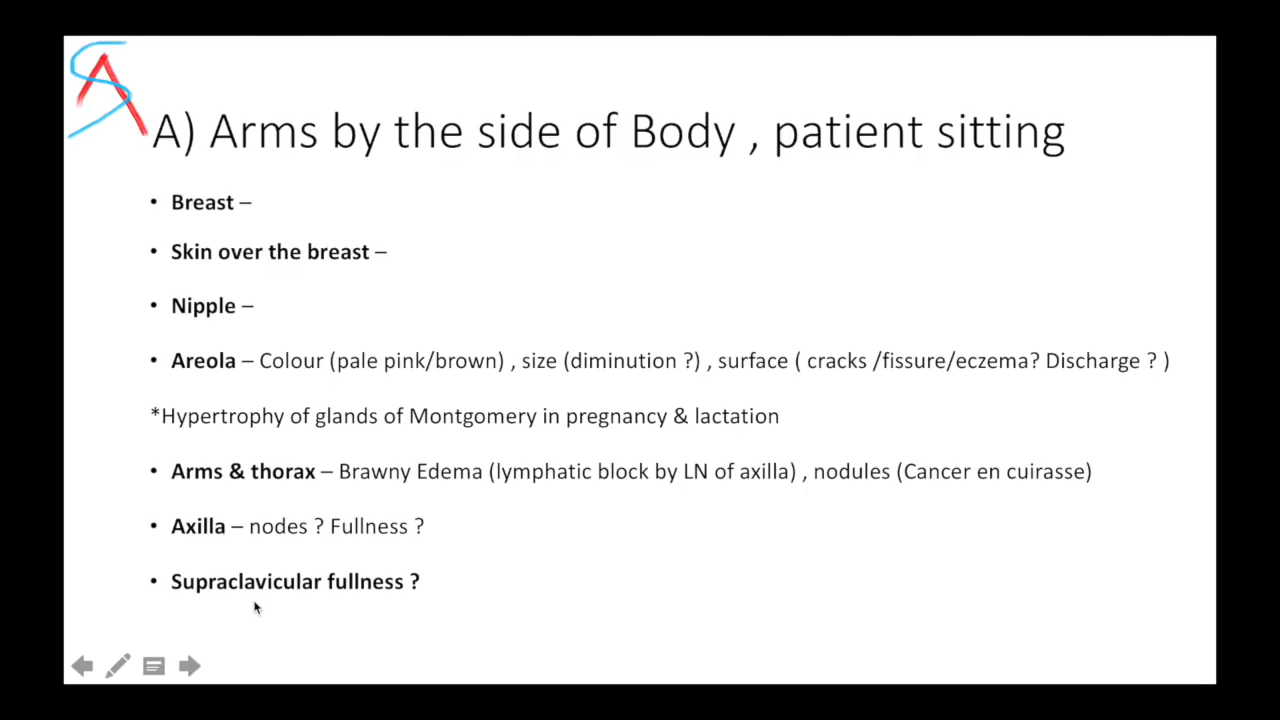 A) Arms by the side of Body , patient sitting
• Breast –
• Skin over the breast –
• Nipple –
• Areola – Colour (pale pink/brown) , size (diminution ?) , surface ( cracks /fissure/eczema? Discharge ? )
*Hypertrophy of glands of Montgomery in pregnancy & lactation
• Arms & thorax – Brawny Edema (lymphatic block by LN of axilla) , nodules (Cancer en cuirasse)
• Axilla – nodes ? Fullness ?
• Supraclavicular fullness ?